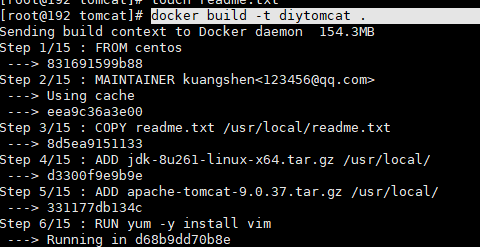 [root@192 tomcat]# touch readme.txt
[root@192 tomcat]# docker build -t diytomcat .
Sending build context to Docker daemon  154.3MB
Step 1/15 : FROM centos
 ---> 831691599b88
Step 2/15 : MAINTAINER kuangshen<123456@qq.com>
 ---> Using cache
 ---> eea9c36a3e00
Step 3/15 : COPY readme.txt /usr/local/readme.txt
 ---> 8d5ea9151133
Step 4/15 : ADD jdk-8u261-linux-x64.tar.gz /usr/local/
 ---> d3300f9e9b9e
Step 5/15 : ADD apache-tomcat-9.0.37.tar.gz /usr/local/
 ---> 331177db134c
Step 6/15 : RUN yum -y install vim
 ---> Running in d68b9dd70b8e